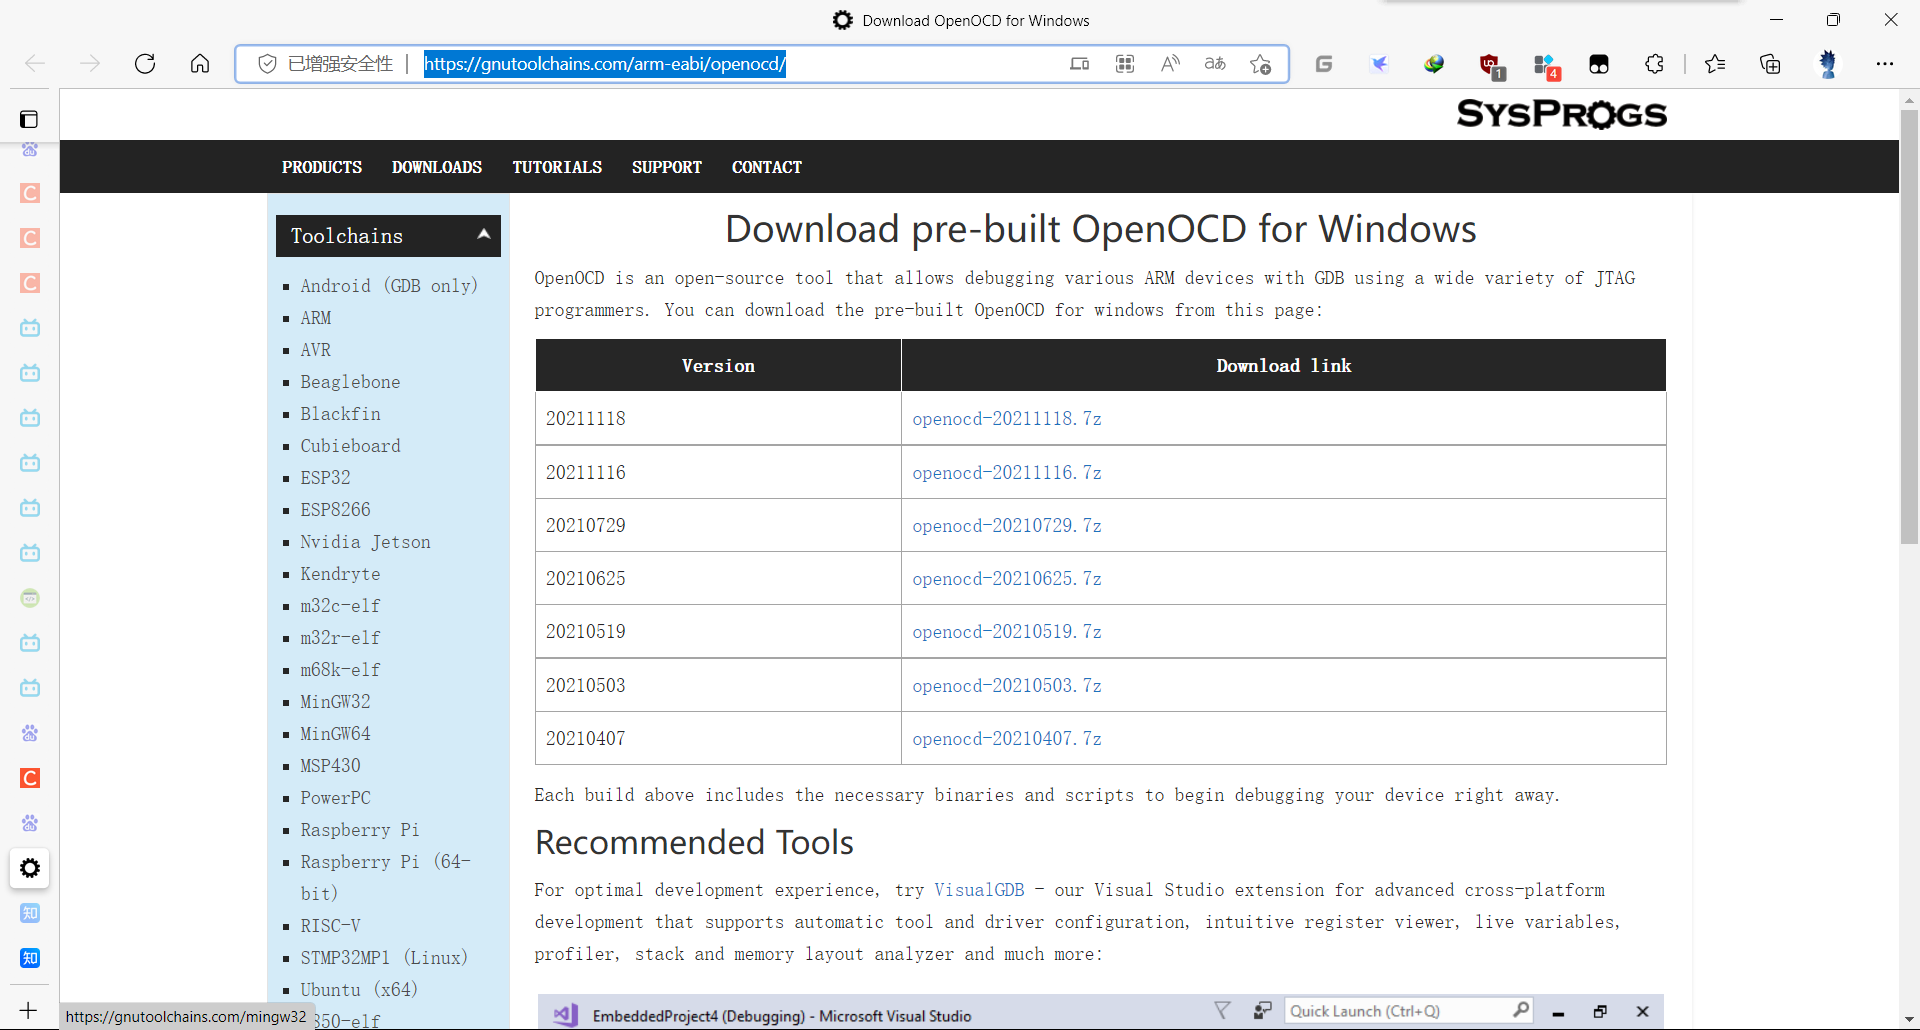 Download OpenOCD for Windows
已增强安全性
https://gnutoolchains.com/arm-eabi/openocd/
aあ
1
4
SYSPROGS
PRODUCTS
DOWNLOADS
TUTORIALS
SUPPORT
CONTACT
Toolchains
Android (GDB only)
ARM
AVR
Beaglebone
Blackfin
Cubieboard
ESP32
ESP8266
Nvidia Jetson
Kendryte
m32c-elf
m32r-elf
m68k-elf
MinGW32
MinGW64
MSP430
PowerPC
Raspberry Pi
Raspberry Pi (64-
bit)
RISC-V
STMP32MP1 (Linux)
Ubuntu (x64)
850-elf
Download pre-built OpenOCD for Windows
OpenOCD is an open-source tool that allows debugging various ARM devices with GDB using a wide variety of JTAG
programmers. You can download the pre-built OpenOCD for windows from this page:
Version
Download link
20211118
openocd-20211118.7z
20211116
openocd-20211116.7z
20210729
openocd-20210729.7z
20210625
openocd-20210625.7z
20210519
openocd-20210519.7z
20210503
openocd-20210503.7z
20210407
openocd-20210407.7z
Each build above includes the necessary binaries and scripts to begin debugging your device right away.
Recommended Tools
For optimal development experience, try VisualGDB - our Visual Studio extension for advanced cross-platform
development that supports automatic tool and driver configuration, intuitive register viewer, live variables,
profiler, stack and memory layout analyzer and much more:
EmbeddedProject4 (Debugging) - Microsoft Visual Studio
Quick Launch (Ctrl+Q)
https://gnutoolchains.com/mingw32
C
C
C
C
知
知